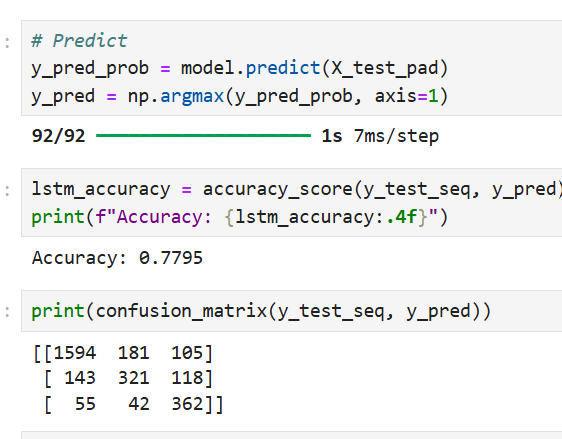 :
# Predict
y_pred_prob = model.predict(X_test_pad)
y_pred = np.argmax(y_pred_prob, axis=1)
92/92 ━━━━━━━━━━━━━━━━━━━━ 1s 7ms/step
:
lstm_accuracy = accuracy_score(y_test_seq, y_pred)
print(f"Accuracy: {lstm_accuracy:.4f}")
Accuracy: 0.7795
:
print(confusion_matrix(y_test_seq, y_pred))
[[1594  181  105]
 [ 143  321  118]
 [  55   42  362]]